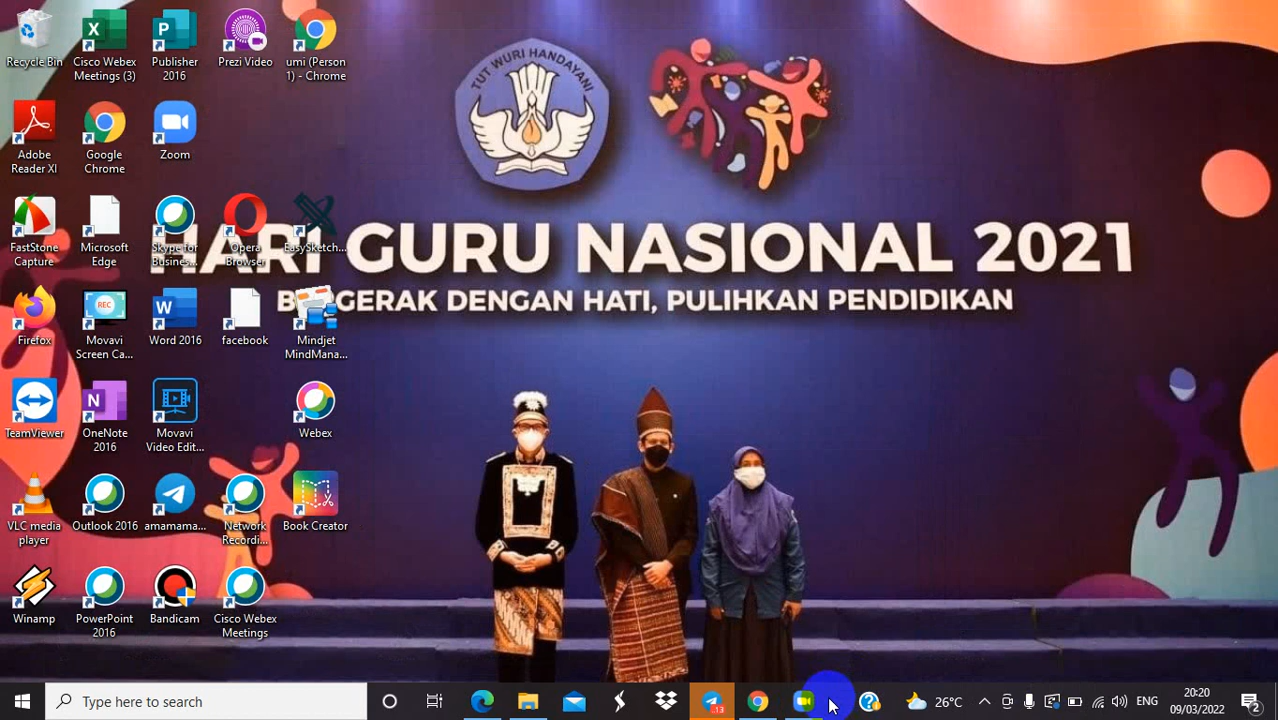 Recycle Bin
Cisco Webex
Meetings (3)
Publisher
2016
Prezi Video
umi (Person
1) - Chrome
TUT WURI HANDAYANI
Adobe
Reader XI
Google
Chrome
Zoom
FastStone
Capture
Microsoft
Edge
Skype for
Busines...
Opera
Browser
EasySketch...
HARI GURU NASIONAL 2021
BERGERAK DENGAN HATI, PULIHKAN PENDIDIKAN
Firefox
REC
Movavi
Screen Ca...
W
Word 2016
facebook
Mindjet
MindMana...
TeamViewer
N
OneNote
2016
Movavi
Video Edit...
Webex
VLC media
player
Outlook 2016
amamama...
Network
Recordi...
Book Creator
Winamp
PowerPoint
2016
Bandicam
Cisco Webex
Meetings
Type here to search
13
26°C
ENG
20:20
09/03/2022
2